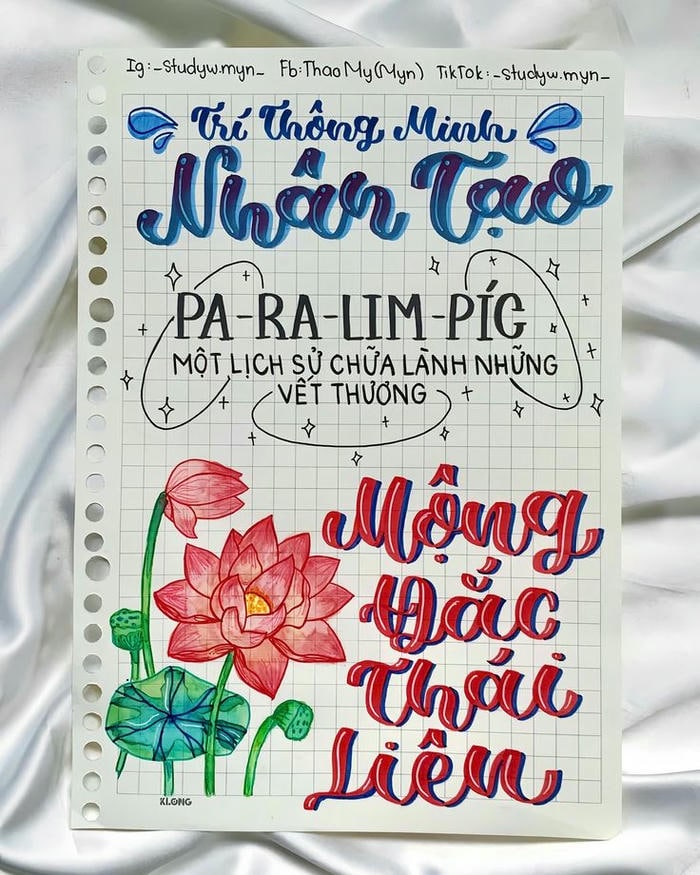 Ig:_studyw.myn_ Fb:Thao My(Myn) TikTok:_studyw.myn_
Trí Thông Minh
Nhân Tạo
PA-RA-LIM-PÍC
MỘT LỊCH SỬ CHỮA LÀNH NHỮNG
VẾT THƯƠNG
Mộng
Đắc
Thái
Liên
KLONG